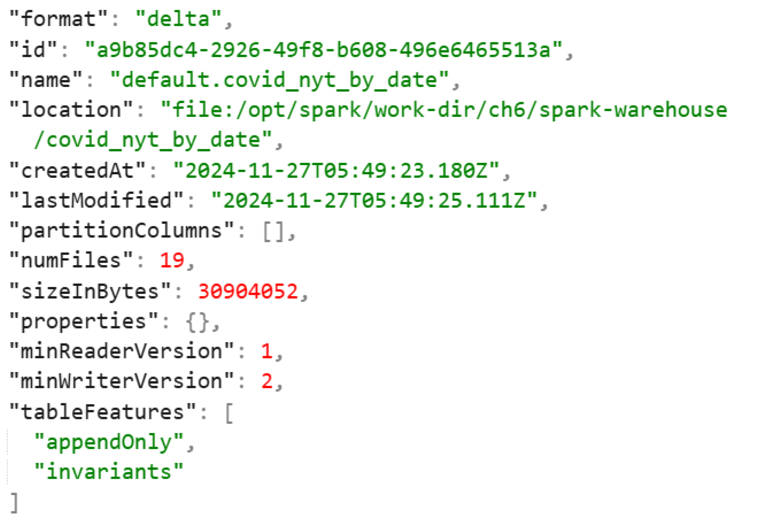 "format": "delta",
"id": "a9b85dc4-2926-49f8-b608-496e6465513a",
"name": "default.covid_nyt_by_date",
"location": "file:/opt/spark/work-dir/ch6/spark-warehouse
/covid_nyt_by_date",
"createdAt": "2024-11-27T05:49:23.180Z",
"lastModified": "2024-11-27T05:49:25.111Z",
"partitionColumns": [],
"numFiles": 19,
"sizeInBytes": 30904052,
"properties": {},
"minReaderVersion": 1,
"minWriterVersion": 2,
"tableFeatures": [
"appendOnly",
"invariants"
]